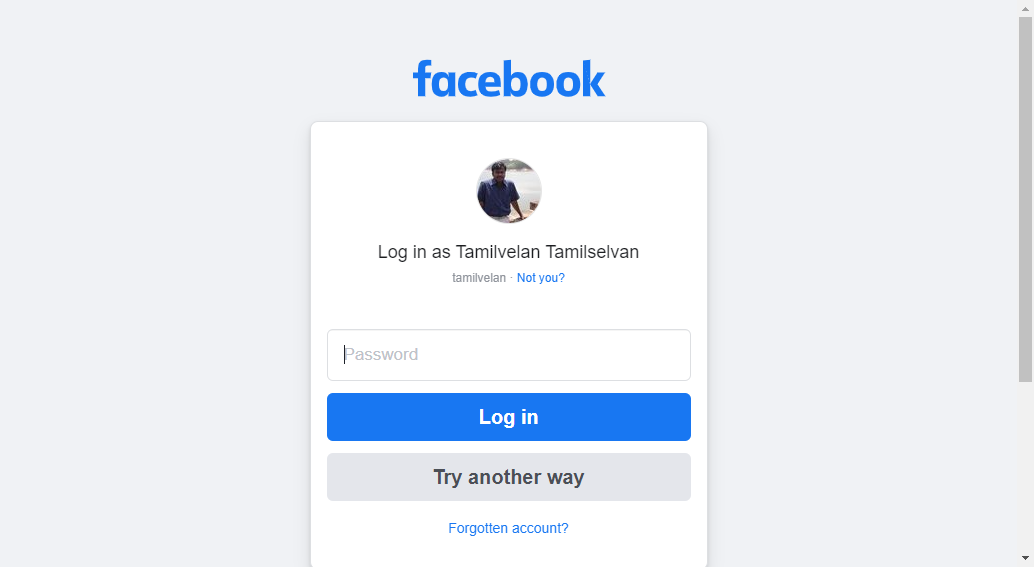 facebook
Log in as Tamilvelan Tamilselvan
tamilvelan · Not you?
Password
Log in
Try another way
Forgotten account?